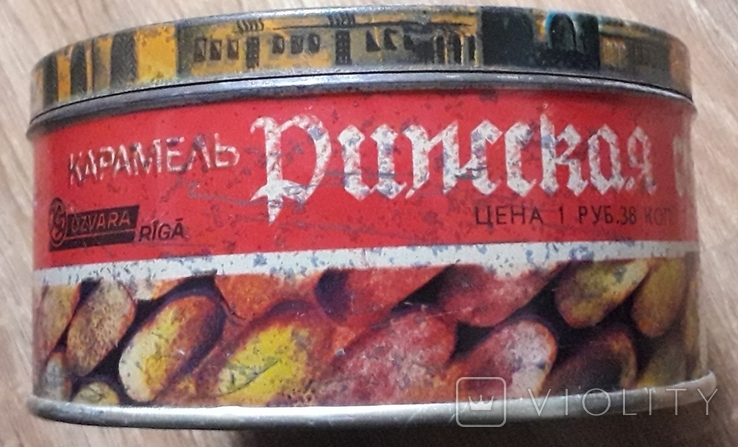 КАРАМЕЛЬ Рижская
UZVARA RĪGĀ
ЦЕНА 1 РУБ.38 КОП
VIOLITY